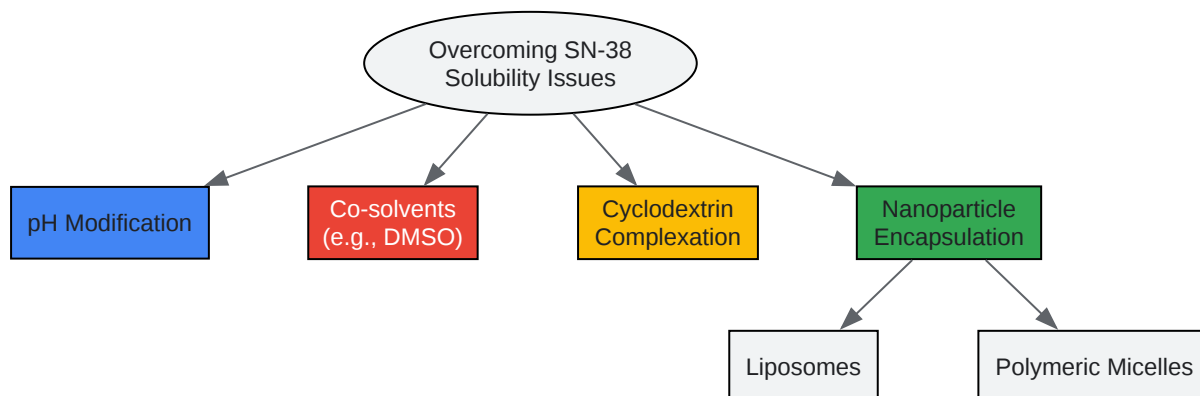 Overcoming SN-38
Solubility Issues
pH Modification
Co-solvents
(e.g., DMSO)
Cyclodextrin
Complexation
Nanoparticle
Encapsulation
Liposomes
Polymeric Micelles